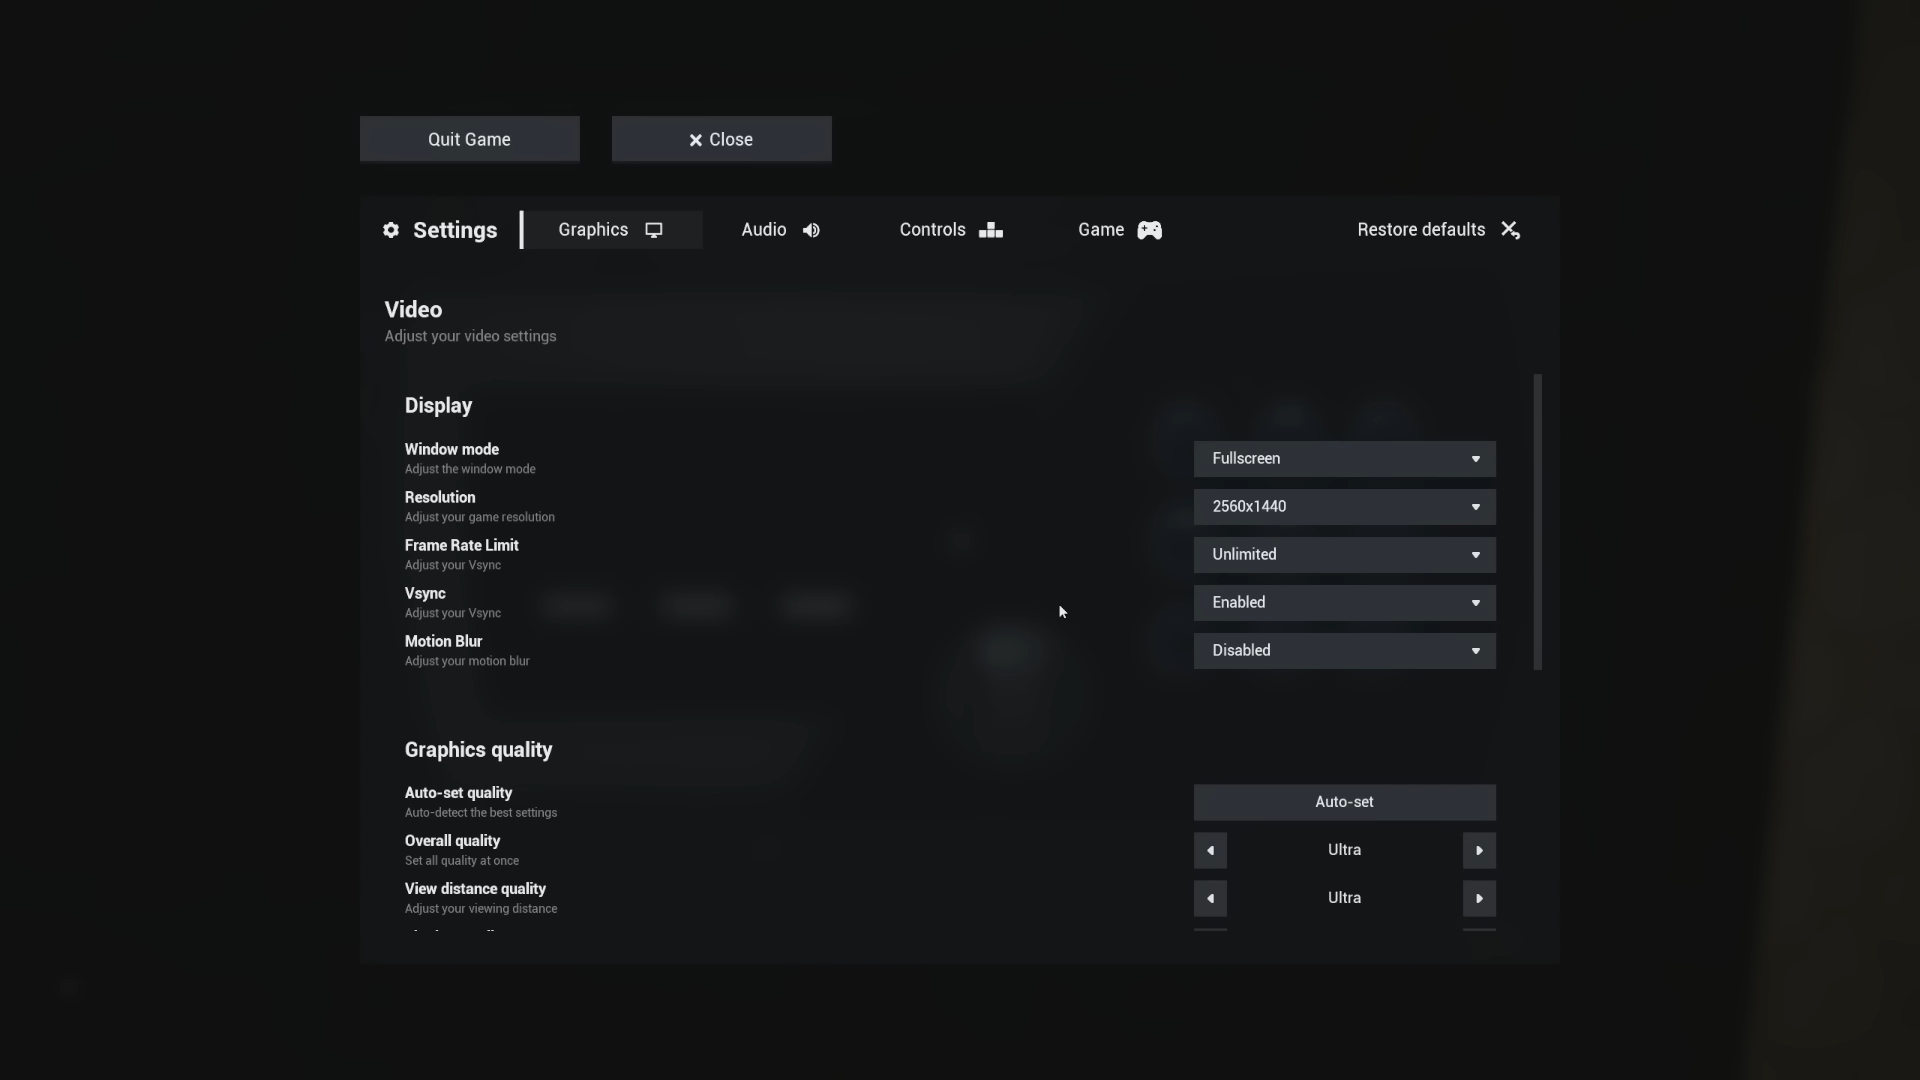 Quit Game
Close
Settings
Graphics
Audio
Controls
Game
Restore defaults
Video
Adjust your video settings
Display
Window mode
Adjust the window mode
Fullscreen
Resolution
Adjust your game resolution
2560x1440
Frame Rate Limit
Adjust your Vsync
Unlimited
Vsync
Adjust your Vsync
Enabled
Motion Blur
Adjust your motion blur
Disabled
Graphics quality
Auto-set quality
Auto-detect the best settings
Auto-set
Overall quality
Set all quality at once
Ultra
View distance quality
Adjust your viewing distance
Ultra